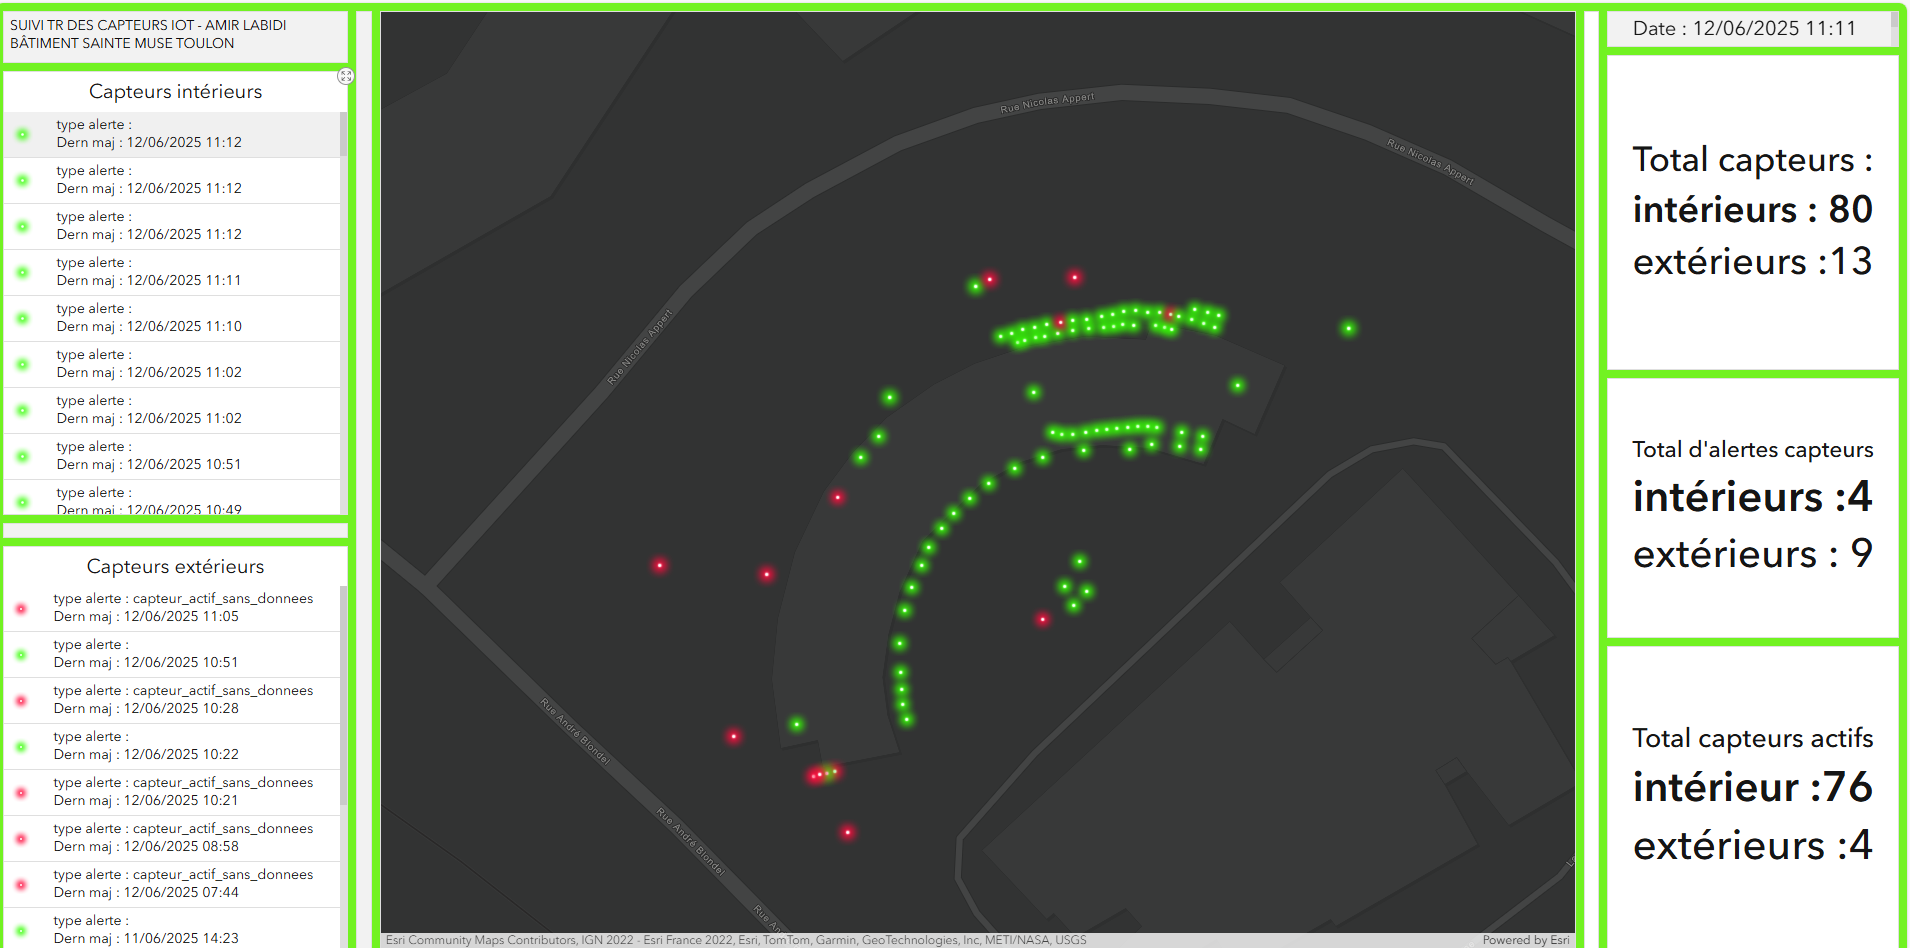 SUIVI TR DES CAPTEURS IOT - AMIR LABIDI
BÂTIMENT SAINTE MUSE TOULON
Capteurs intérieurs
type alerte :
Dern maj : 12/06/2025 11:12
type alerte :
Dern maj : 12/06/2025 11:12
type alerte :
Dern maj : 12/06/2025 11:12
type alerte :
Dern maj : 12/06/2025 11:11
type alerte :
Dern maj : 12/06/2025 11:10
type alerte :
Dern maj : 12/06/2025 11:02
type alerte :
Dern maj : 12/06/2025 11:02
type alerte :
Dern maj : 12/06/2025 10:51
type alerte :
Dern maj : 12/06/2025 10:49
Capteurs extérieurs
type alerte : capteur_actif_sans_donnees
Dern maj : 12/06/2025 11:05
type alerte :
Dern maj : 12/06/2025 10:51
type alerte : capteur_actif_sans_donnees
Dern maj : 12/06/2025 10:28
type alerte :
Dern maj : 12/06/2025 10:22
type alerte : capteur_actif_sans_donnees
Dern maj : 12/06/2025 10:21
type alerte : capteur_actif_sans_donnees
Dern maj : 12/06/2025 08:58
type alerte : capteur_actif_sans_donnees
Dern maj : 12/06/2025 07:44
type alerte :
Dern maj : 11/06/2025 14:23
Rue Nicolas Appert
Rue Nicolas Appert
Rue Nicolas Appert
Rue André Blondel
Rue André Blondel
Rue
Esri Community Maps Contributors, IGN 2022 - Esri France 2022, Esri, TomTom, Garmin, GeoTechnologies, Inc, METI/NASA, USGS
Powered by Esri
Date : 12/06/2025 11:11
Total capteurs :
intérieurs : 80
extérieurs :13
Total d'alertes capteurs
intérieurs :4
extérieurs : 9
Total capteurs actifs
intérieur :76
extérieurs :4